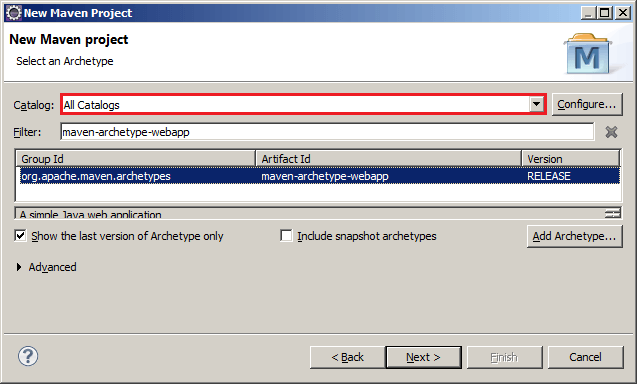 New Maven Project
New Maven project
Select an Archetype
M
Catalog: All Catalogs Configure...
Filter: maven-archetype-webapp
Group Id Artifact Id Version
org.apache.maven.archetypes maven-archetype-webapp RELEASE
A simple Java web application
Show the last version of Archetype only Include snapshot archetypes Add Archetype...
Advanced
? < Back Next > Finish Cancel